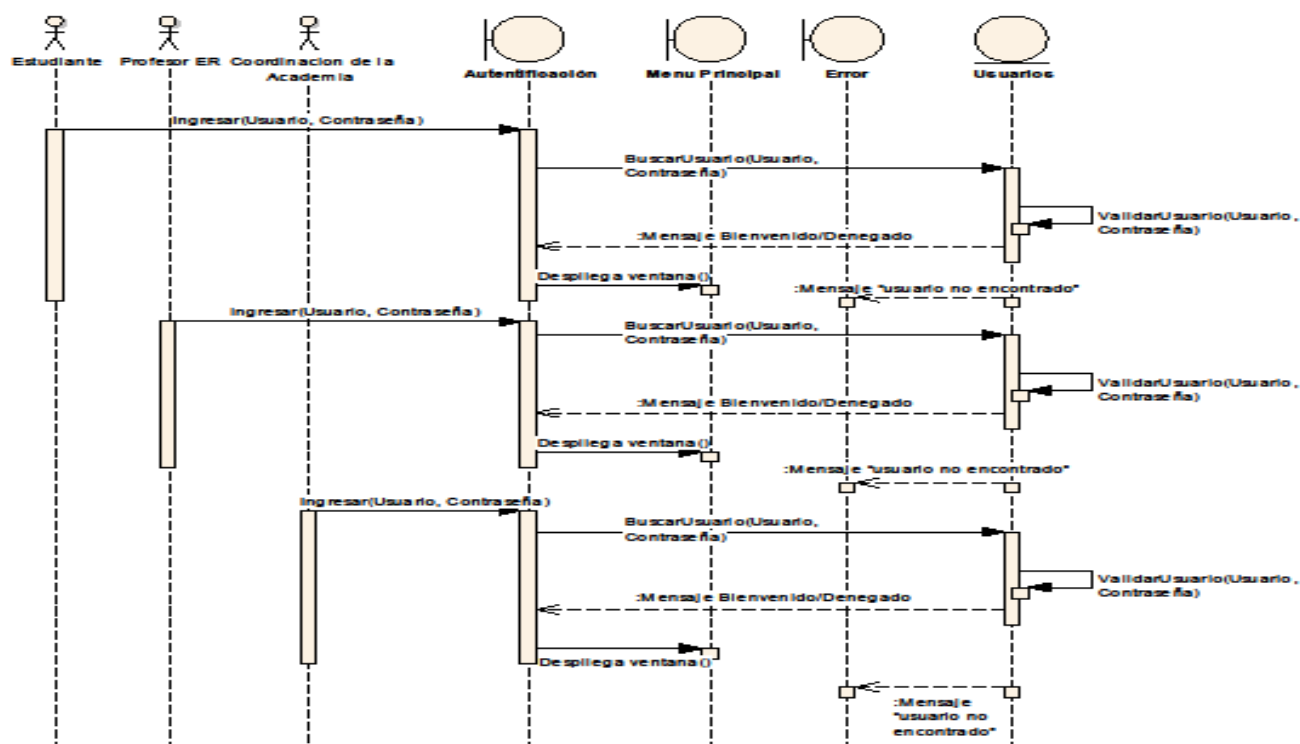 Estudiante
Profesor ER
Coordinacion de la
Academia
Autentificación
Menu Principal
Error
Usuarios
Ingresar(Usuario, Contraseña)
BuscarUsuario(Usuario,
Contraseña)
ValidarUsuario(Usuario,
Contraseña)
:Mensaje Bienvenido/Denegado
Despliega ventana()
:Mensaje "usuario no encontrado"
Ingresar(Usuario, Contraseña)
BuscarUsuario(Usuario,
Contraseña)
ValidarUsuario(Usuario,
Contraseña)
:Mensaje Bienvenido/Denegado
Despliega ventana()
:Mensaje "usuario no encontrado"
Ingresar(Usuario, Contraseña)
BuscarUsuario(Usuario,
Contraseña)
ValidarUsuario(Usuario,
Contraseña)
:Mensaje Bienvenido/Denegado
Despliega ventana()
:Mensaje
"usuario no
encontrado"